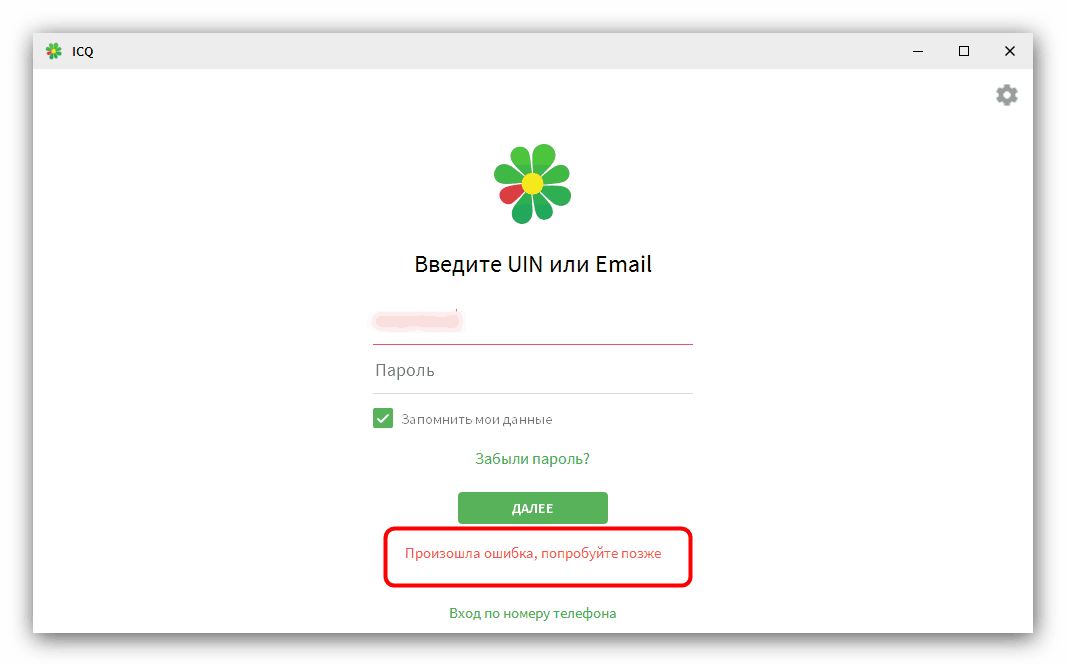 ICQ
Введите UIN или Email
Пароль
Запомнить мои данные
Забыли пароль?
ДАЛЕЕ
Произошла ошибка, попробуйте позже
Вход по номеру телефона